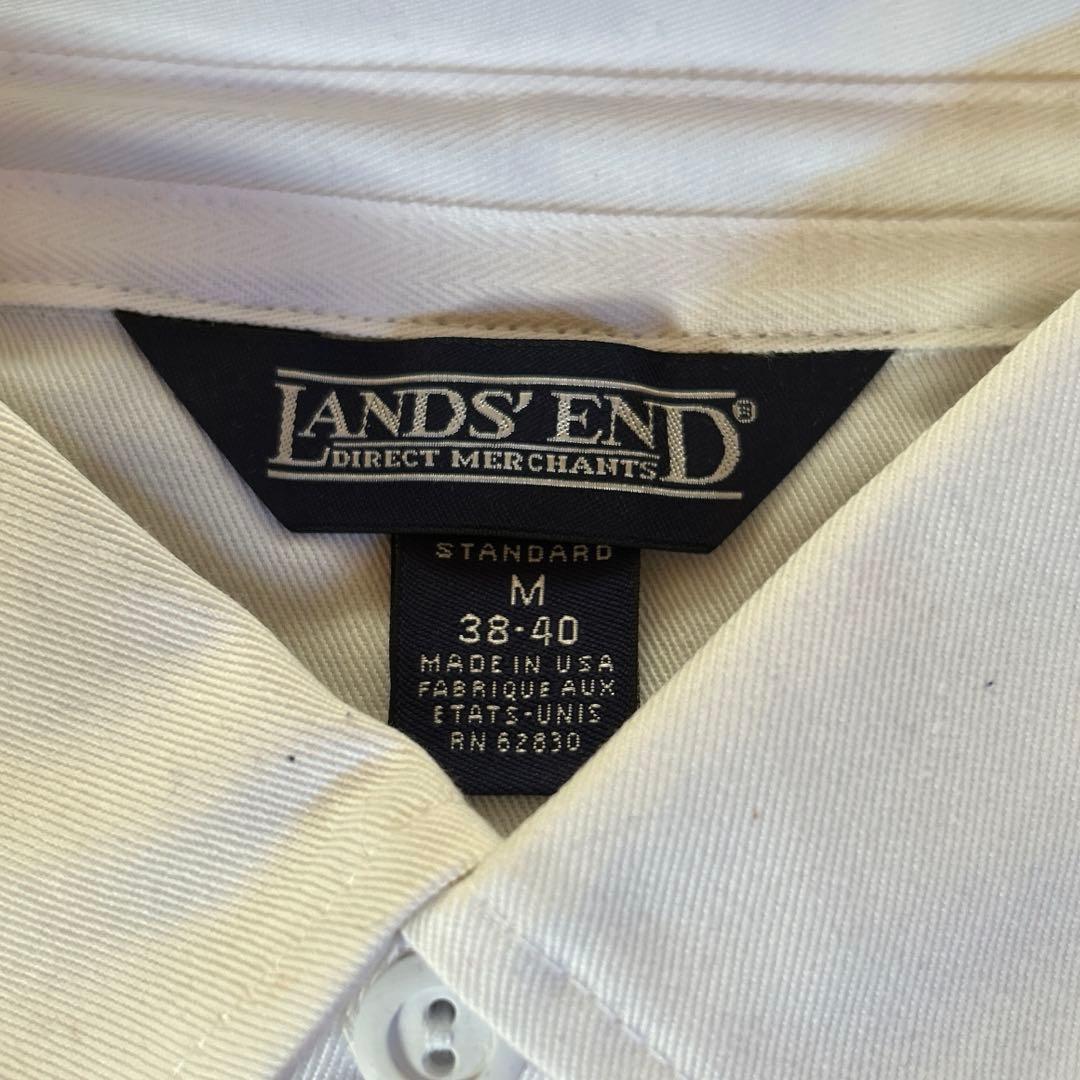 LANDS' END®
DIRECT MERCHANTS
STANDARD
M
38-40
MADE IN USA
FABRIQUE AUX
ETATS-UNIS
RN 62830